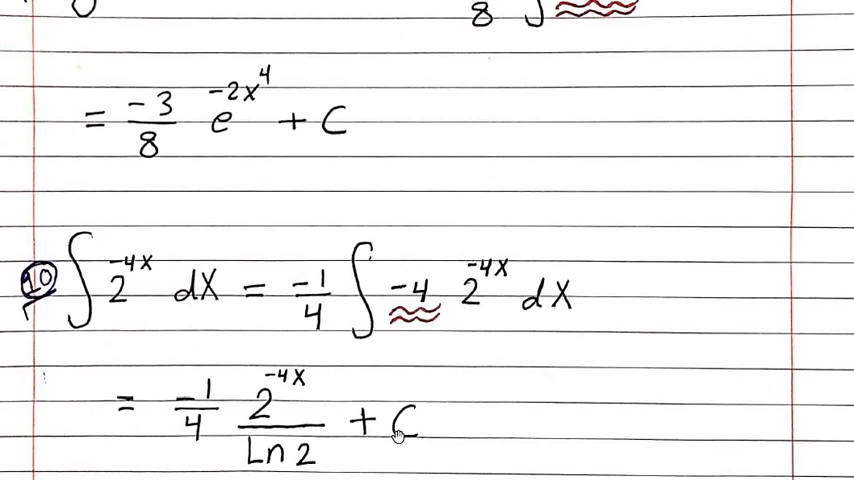 8 ∫
= -3/8 e^(-2x^4) + C
10 ∫ 2^(-4x) dx = -1/4 ∫ -4 2^(-4x) dx
= -1/4 2^(-4x)/Ln 2 + C